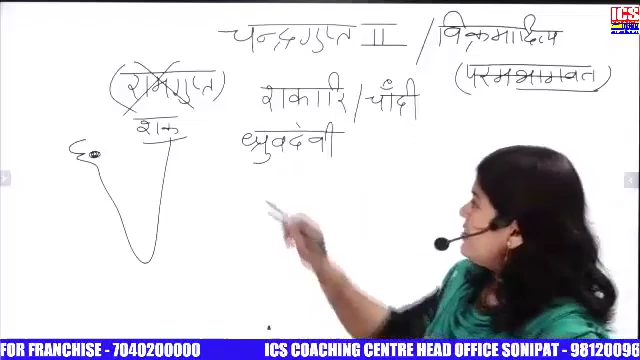 चन्द्रगुप्त II / विक्रमादित्य
(रामगुप्त) शकारि / चाँदी (परमभागवत)
शक ध्रुवदेवी
ICS
FOR FRANCHISE - 7040200000 ICS COACHING CENTRE HEAD OFFICE SONIPAT - 98120096